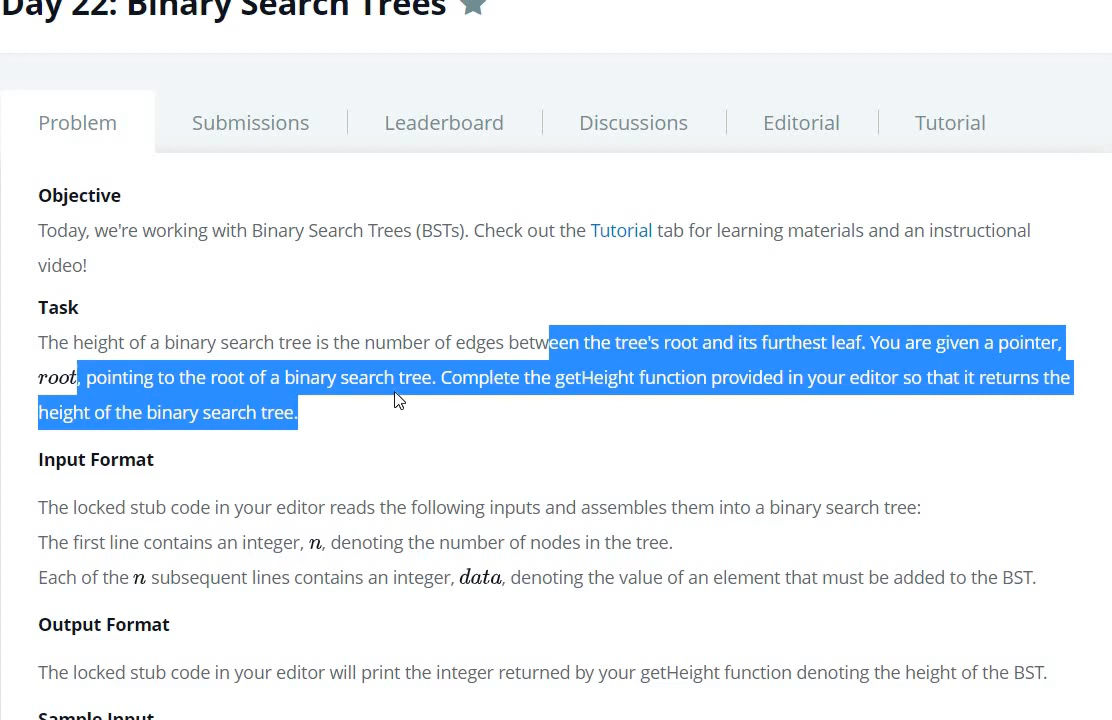 Day 22: Binary Search Trees
Problem
Submissions
Leaderboard
Discussions
Editorial
Tutorial
Objective
Today, we're working with Binary Search Trees (BSTs). Check out the Tutorial tab for learning materials and an instructional
video!
Task
The height of a binary search tree is the number of edges between the tree's root and its furthest leaf. You are given a pointer,
root, pointing to the root of a binary search tree. Complete the getHeight function provided in your editor so that it returns the
height of the binary search tree.
Input Format
The locked stub code in your editor reads the following inputs and assembles them into a binary search tree:
The first line contains an integer, n, denoting the number of nodes in the tree.
Each of the n subsequent lines contains an integer, data, denoting the value of an element that must be added to the BST.
Output Format
The locked stub code in your editor will print the integer returned by your getHeight function denoting the height of the BST.
Sample Input